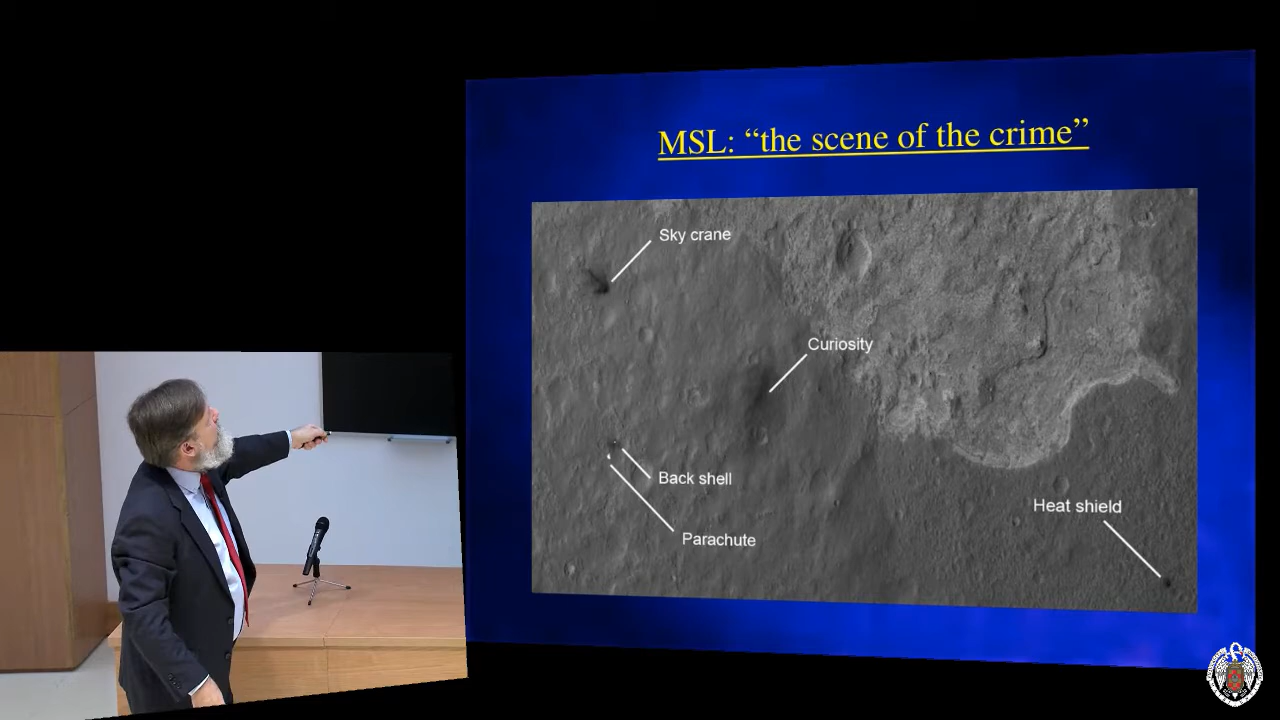 MSL: “the scene of the crime”
Sky crane
Curiosity
Back shell
Heat shield
Parachute